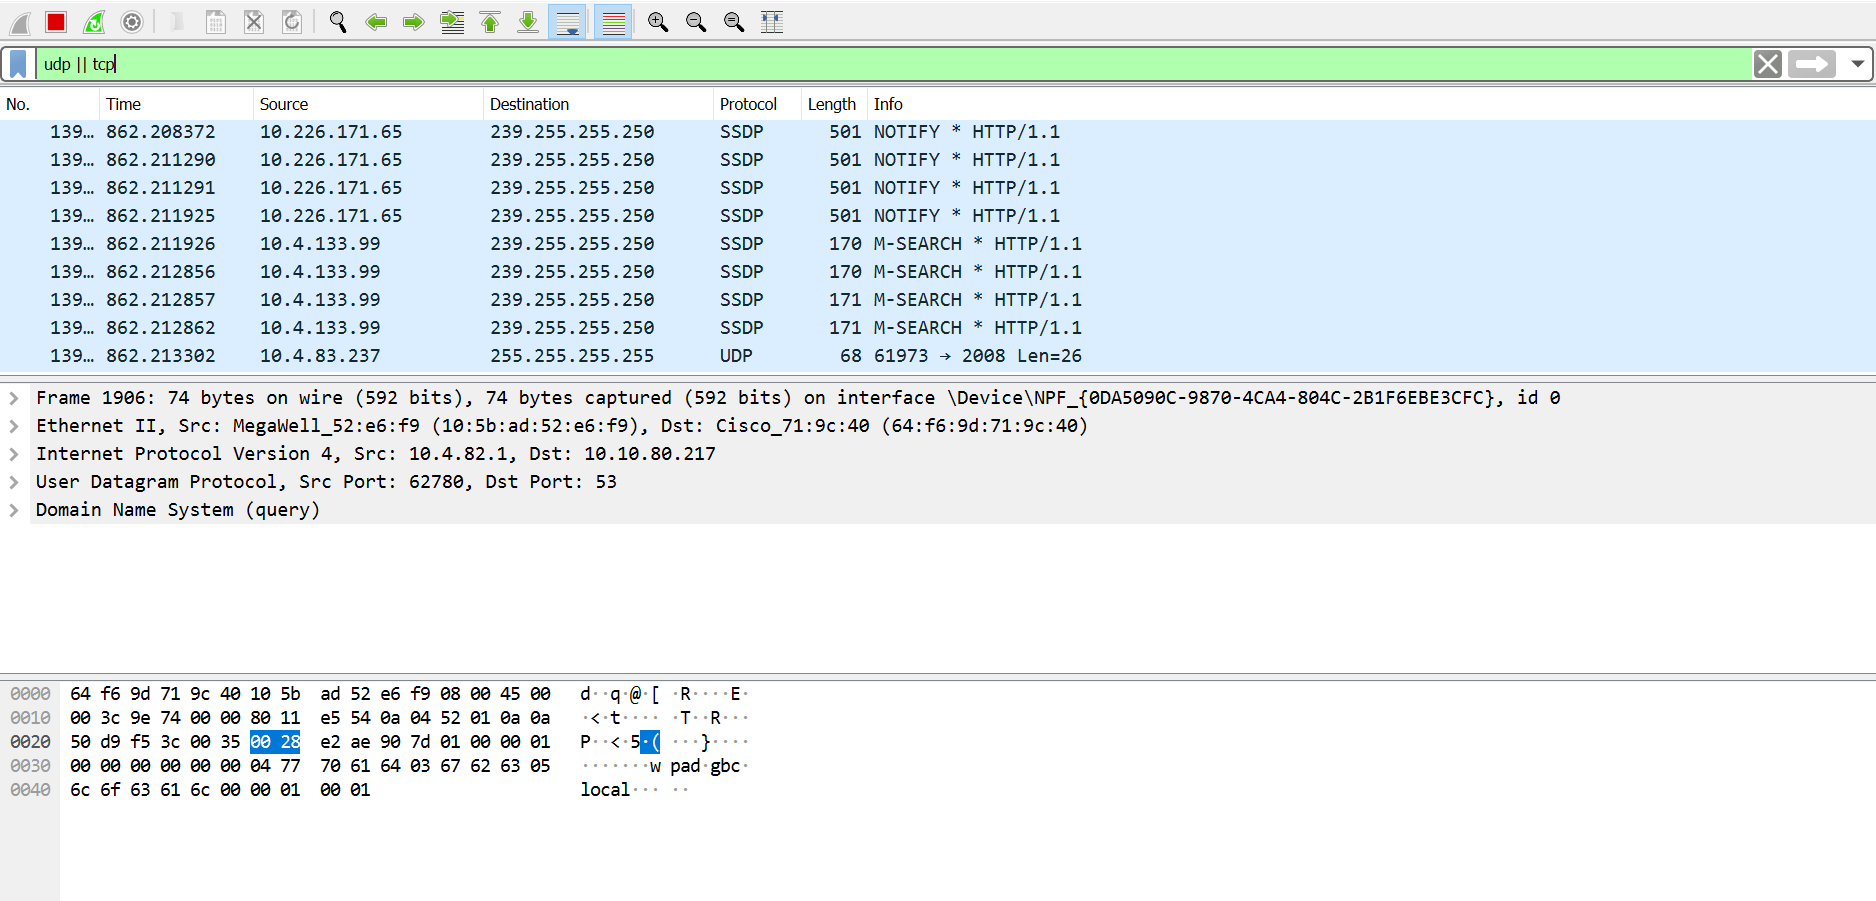 udp || tcp
No. Time Source Destination Protocol Length Info
139… 862.208372 10.226.171.65 239.255.255.250 SSDP 501 NOTIFY * HTTP/1.1
139… 862.211290 10.226.171.65 239.255.255.250 SSDP 501 NOTIFY * HTTP/1.1
139… 862.211291 10.226.171.65 239.255.255.250 SSDP 501 NOTIFY * HTTP/1.1
139… 862.211925 10.226.171.65 239.255.255.250 SSDP 501 NOTIFY * HTTP/1.1
139… 862.211926 10.4.133.99 239.255.255.250 SSDP 170 M-SEARCH * HTTP/1.1
139… 862.212856 10.4.133.99 239.255.255.250 SSDP 170 M-SEARCH * HTTP/1.1
139… 862.212857 10.4.133.99 239.255.255.250 SSDP 171 M-SEARCH * HTTP/1.1
139… 862.212862 10.4.133.99 239.255.255.250 SSDP 171 M-SEARCH * HTTP/1.1
139… 862.213302 10.4.83.237 255.255.255.255 UDP 68 61973 → 2008 Len=26
Frame 1906: 74 bytes on wire (592 bits), 74 bytes captured (592 bits) on interface \Device\NPF_{0DA5090C-9870-4CA4-804C-2B1F6EBE3CFC}, id 0
Ethernet II, Src: MegaWell_52:e6:f9 (10:5b:ad:52:e6:f9), Dst: Cisco_71:9c:40 (64:f6:9d:71:9c:40)
Internet Protocol Version 4, Src: 10.4.82.1, Dst: 10.10.80.217
User Datagram Protocol, Src Port: 62780, Dst Port: 53
Domain Name System (query)
0000 64 f6 9d 71 9c 40 10 5b ad 52 e6 f9 08 00 45 00 d··q·@·[ ·R····E·
0010 00 3c 9e 74 00 00 80 11 e5 54 0a 04 52 01 0a 0a ·<·t···· ·T··R···
0020 50 d9 f5 3c 00 35 00 28 e2 ae 90 7d 01 00 00 01 P··<·5·( ···}····
0030 00 00 00 00 00 00 04 77 70 61 64 03 67 62 63 05 ·······w pad·gbc·
0040 6c 6f 63 61 6c 00 00 01 00 01 local··· ··